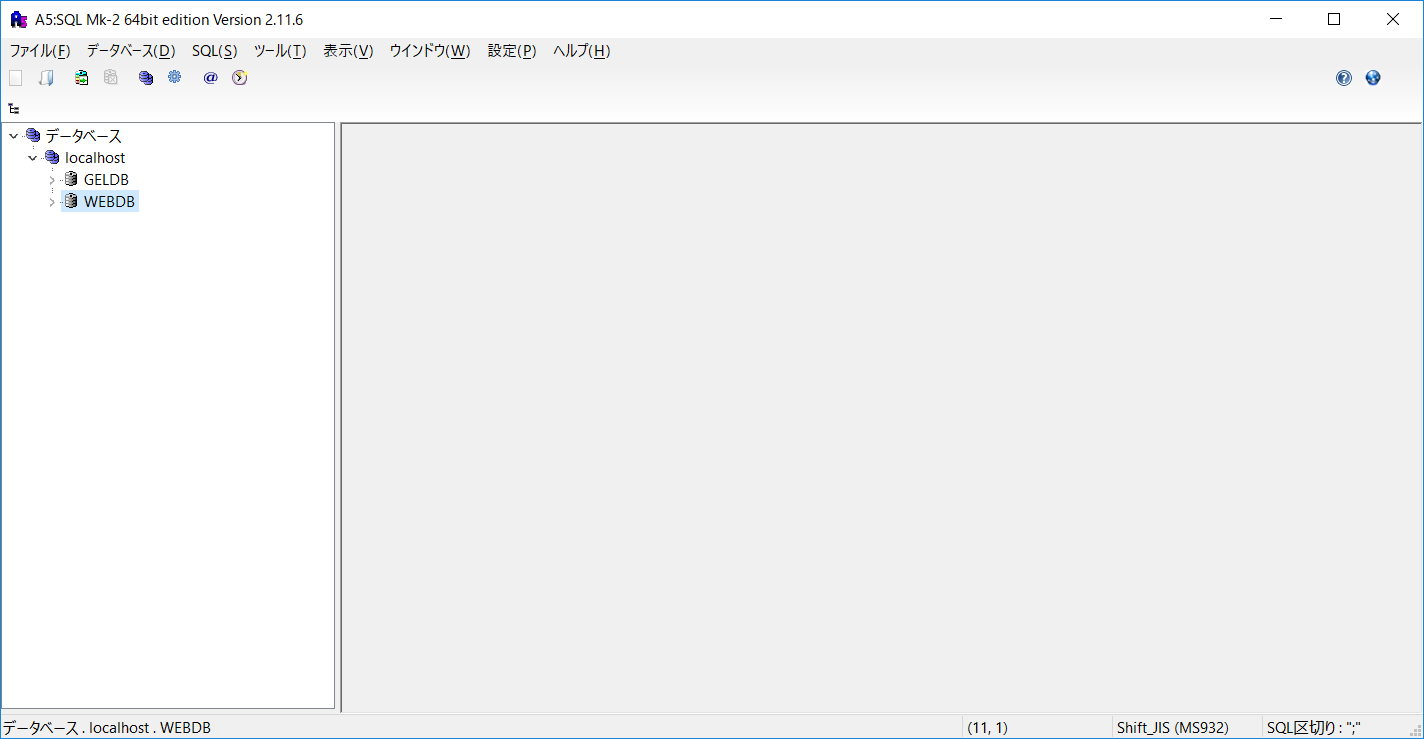 A5:SQL Mk-2 64bit edition Version 2.11.6
ファイル(F) データベース(D) SQL(S) ツール(T) 表示(V) ウインドウ(W) 設定(P) ヘルプ(H)
データベース
localhost
GELDB
WEBDB
データベース . localhost . WEBDB (11, 1) Shift_JIS (MS932) SQL区切り : ";"